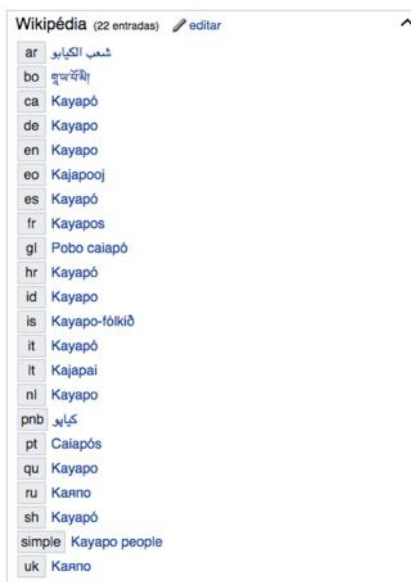 Wikipédia (22 entradas) editar
ar شعب الكيابو
bo
ca Kayapó
de Kayapo
en Kayapo
eo Kajapooj
es Kayapó
fr Kayapos
gl Pobo caiapó
hr Kayapó
id Kayapo
is Kayapo-fólkið
it Kayapó
lt Kajapai
nl Kayapo
pnb کیاپو
pt Caiapós
qu Kayapo
ru Каяпо
sh Kayapó
simple Kayapo people
uk Каяпо